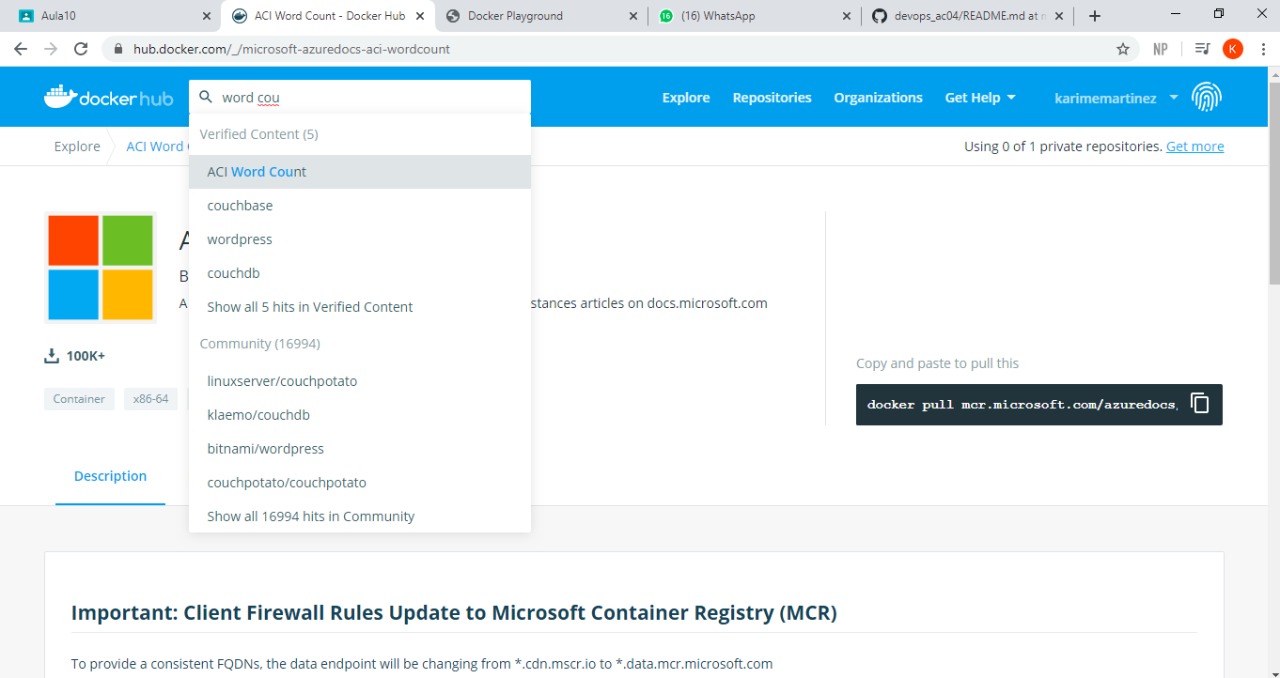 Aula10
ACI Word Count - Docker Hub
Docker Playground
(16) WhatsApp
devops_ac04/README.md at
hub.docker.com/_/microsoft-azuredocs-aci-wordcount
NP
K
docker hub
word cou
Explore
Repositories
Organizations
Get Help
karimemartinez
Explore
ACI Word
Using 0 of 1 private repositories. Get more
Verified Content (5)
ACI Word Count
couchbase
wordpress
couchdb
Show all 5 hits in Verified Content
Community (16994)
linuxserver/couchpotato
klaemo/couchdb
bitnami/wordpress
couchpotato/couchpotato
Show all 16994 hits in Community
A
B
A
stances articles on docs.microsoft.com
100K+
Container
x86-64
Copy and paste to pull this
docker pull mcr.microsoft.com/azuredocs
Description
Important: Client Firewall Rules Update to Microsoft Container Registry (MCR)
To provide a consistent FQDNs, the data endpoint will be changing from *.cdn.mscr.io to *.data.mcr.microsoft.com